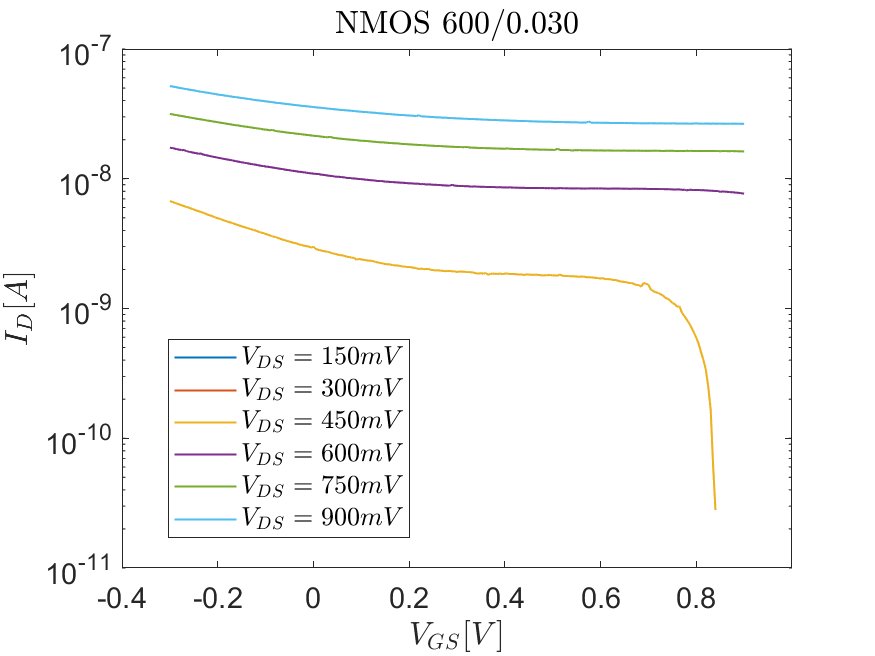 NMOS 600/0.030
10^-7
10^-8
10^-9
10^-10
10^-11
I_D[A]
V_DS = 150mV
V_DS = 300mV
V_DS = 450mV
V_DS = 600mV
V_DS = 750mV
V_DS = 900mV
-0.4 -0.2 0 0.2 0.4 0.6 0.8
V_GS[V]